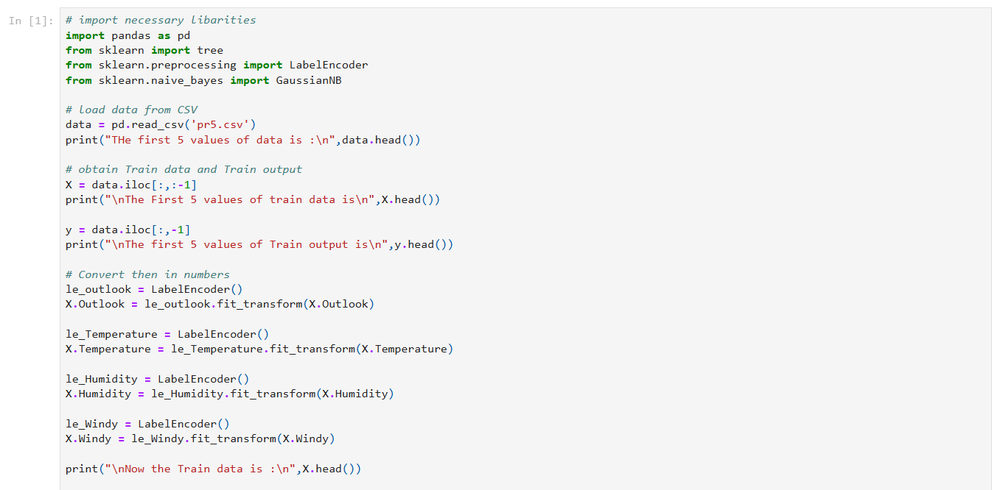 In [1]:
# import necessary libarities
import pandas as pd
from sklearn import tree
from sklearn.preprocessing import LabelEncoder
from sklearn.naive_bayes import GaussianNB
# load data from CSV
data = pd.read_csv('pr5.csv')
print("THe first 5 values of data is :\n",data.head())
# obtain Train data and Train output
X = data.iloc[:,:-1]
print("\nThe First 5 values of train data is\n",X.head())
y = data.iloc[:,-1]
print("\nThe first 5 values of Train output is\n",y.head())
# Convert then in numbers
le_outlook = LabelEncoder()
X.Outlook = le_outlook.fit_transform(X.Outlook)
le_Temperature = LabelEncoder()
X.Temperature = le_Temperature.fit_transform(X.Temperature)
le_Humidity = LabelEncoder()
X.Humidity = le_Humidity.fit_transform(X.Humidity)
le_Windy = LabelEncoder()
X.Windy = le_Windy.fit_transform(X.Windy)
print("\nNow the Train data is :\n",X.head())